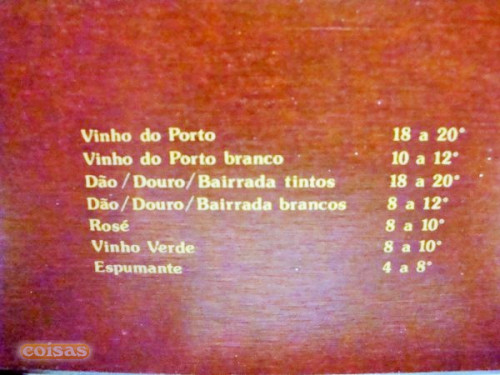 Vinho do Porto 18 a 20°
Vinho do Porto branco 10 a 12°
Dão/Douro/Bairrada tintos 18 a 20°
Dão/Douro/Bairrada brancos 8 a 12°
Rosé 8 a 10°
Vinho Verde 8 a 10°
Espumante 4 a 8°
coisas